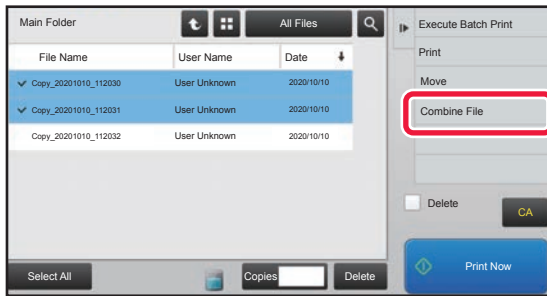 Main Folder
All Files
File Name
User Name
Date
Copy_20201010_112030
User Unknown
2020/10/10
Copy_20201010_112031
User Unknown
2020/10/10
Copy_20201010_112032
User Unknown
2020/10/10
Select All
Copies
Delete
Execute Batch Print
Print
Move
Combine File
Delete
CA
Print Now